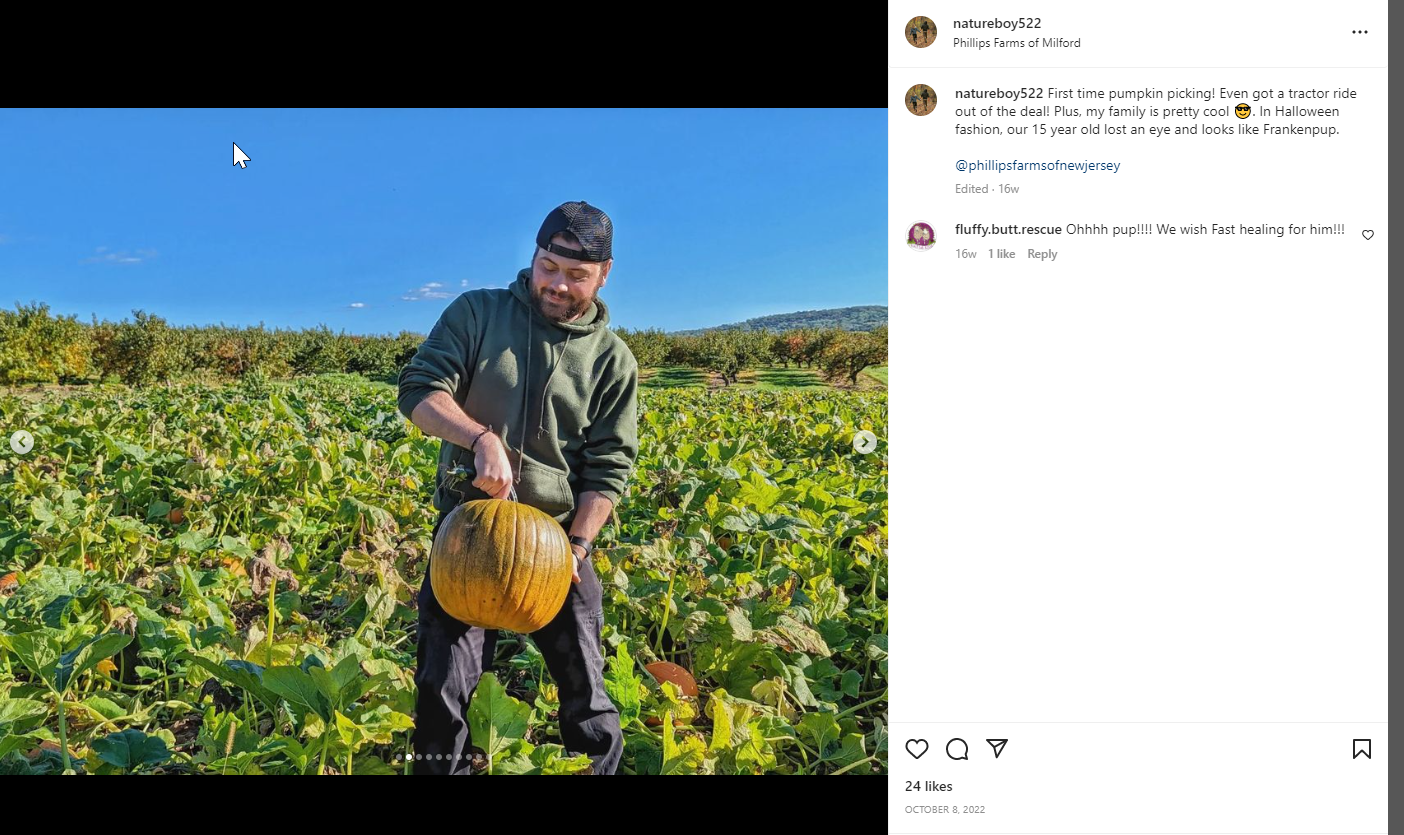 natureboy522
Phillips Farms of Milford
natureboy522 First time pumpkin picking! Even got a tractor ride
out of the deal! Plus, my family is pretty cool 😎. In Halloween
fashion, our 15 year old lost an eye and looks like Frankenpup.
@phillipsfarmsofnewjersey
Edited · 16w
fluffy.butt.rescue Ohhhh pup!!!! We wish Fast healing for him!!!
16w 1 like Reply
24 likes
OCTOBER 8, 2022